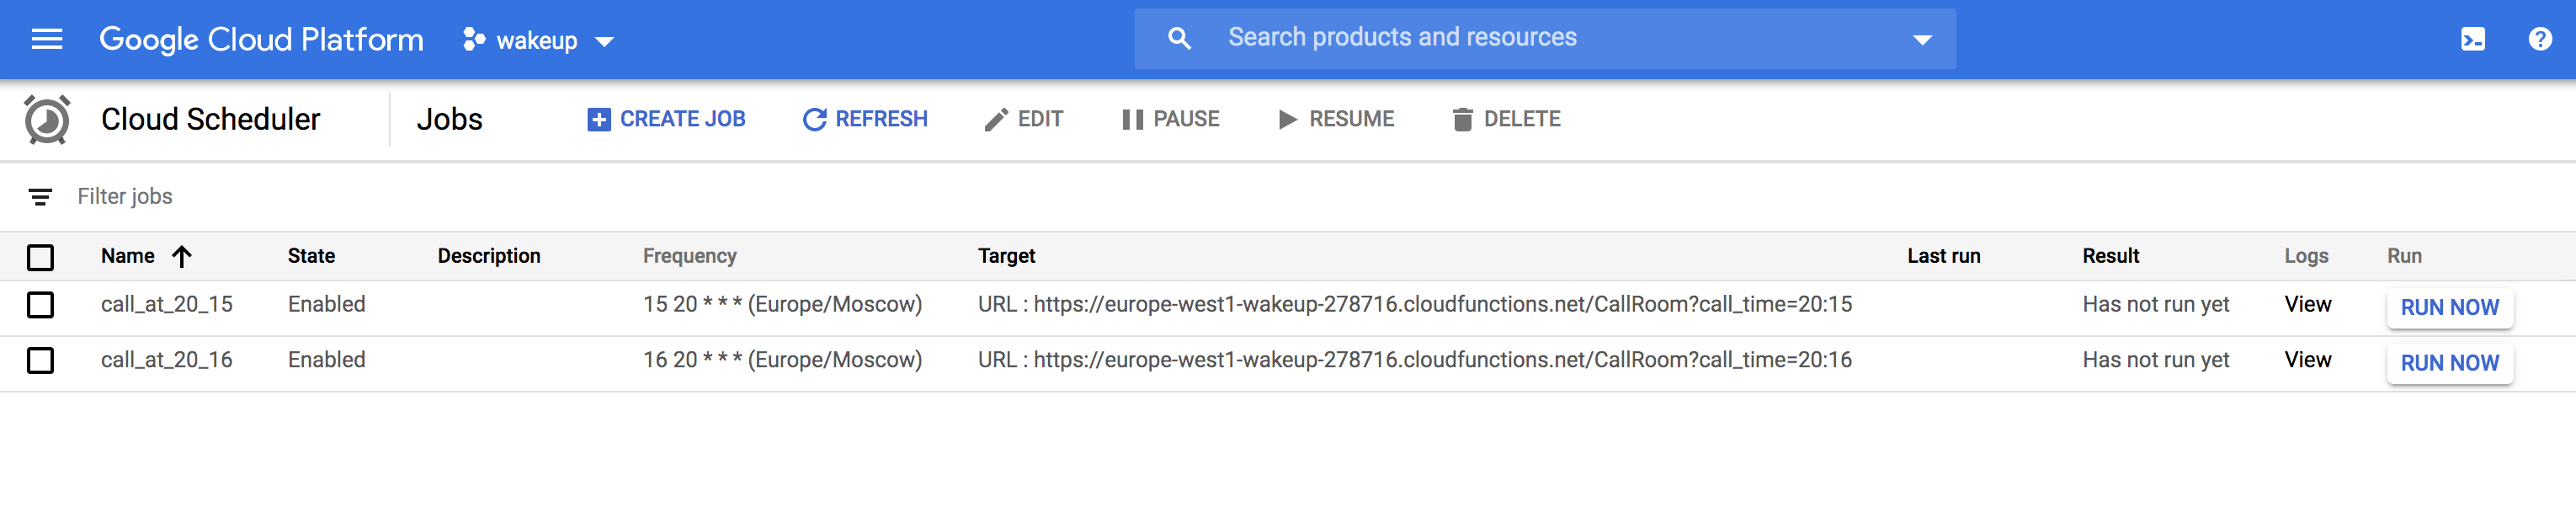 Google Cloud Platform wakeup Search products and resources
Cloud Scheduler Jobs CREATE JOB REFRESH EDIT PAUSE RESUME DELETE
Filter jobs
Name State Description Frequency Target Last run Result Logs Run
call_at_20_15 Enabled 15 20 * * * (Europe/Moscow) URL : https://europe-west1-wakeup-278716.cloudfunctions.net/CallRoom?call_time=20:15 Has not run yet View RUN NOW
call_at_20_16 Enabled 16 20 * * * (Europe/Moscow) URL : https://europe-west1-wakeup-278716.cloudfunctions.net/CallRoom?call_time=20:16 Has not run yet View RUN NOW